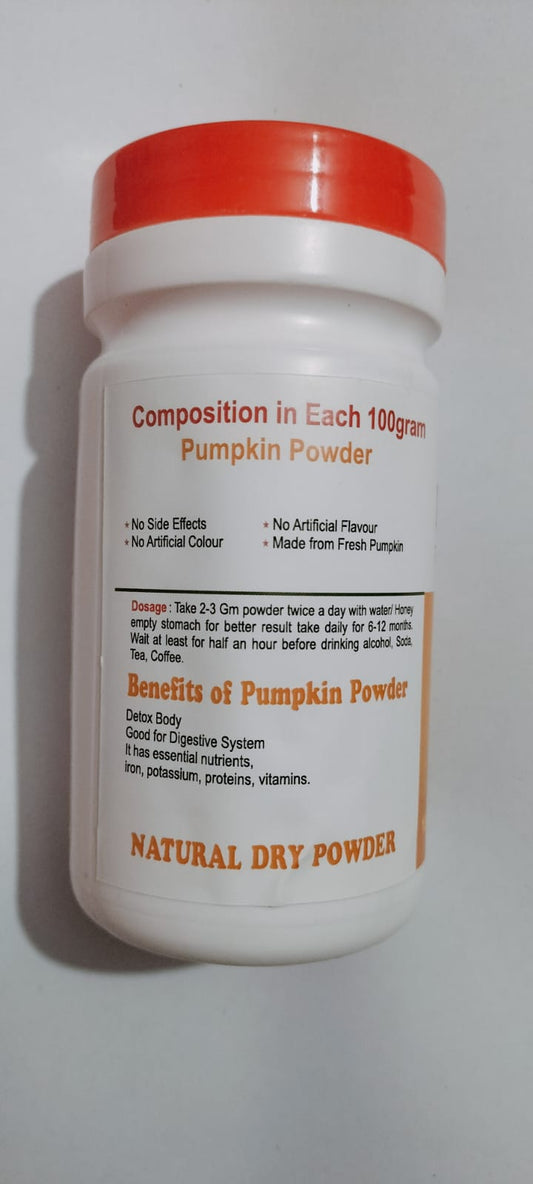 Composition in Each 100gram
Pumpkin Powder
* No Side Effects
* No Artificial Flavour
* No Artificial Colour
* Made from Fresh Pumpkin
Dosage : Take 2-3 Gm powder twice a day with water/ Honey
empty stomach for better result take daily for 6-12 months.
Wait at least for half an hour before drinking alcohol, Soda,
Tea, Coffee.
Benefits of Pumpkin Powder
Detox Body
Good for Digestive System
It has essential nutrients,
iron, potassium, proteins, vitamins.
NATURAL DRY POWDER